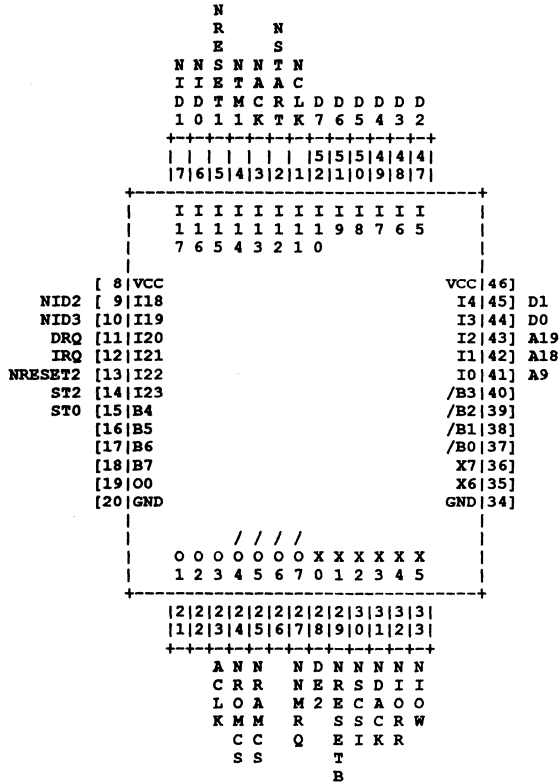 N
R N
E S
N N S N N T N
I I E T A A C
D D T M C R L D D D D D D
1 0 1 1 K T K 7 6 5 4 3 2
+-+-+-+-+-+-+-+-+-+-+-+-+
| | | | | | |5|5|5|4|4|4|
|7|6|5|4|3|2|1|2|1|0|9|8|7|
+-----------------------------------+
| I I I I I I I I I I I I I |
| 1 1 1 1 1 1 1 1 9 8 7 6 5 |
| 7 6 5 4 3 2 1 0 |
[ 8|VCC VCC|46]
NID2 [ 9|I18 I4|45] D1
NID3 [10|I19 I3|44] D0
DRQ [11|I20 I2|43] A19
IRQ [12|I21 I1|42] A18
NRESET2 [13|I22 I0|41] A9
ST2 [14|I23 /B3|40]
ST0 [15|B4 /B2|39]
[16|B5 /B1|38]
[17|B6 /B0|37]
[18|B7 X7|36]
[19|O0 X6|35]
[20|GND GND|34]
| / / / / |
| O O O O O O O X X X X X X |
| 1 2 3 4 5 6 7 0 1 2 3 4 5 |
+-----------------------------------+
|2|2|2|2|2|2|2|2|2|3|3|3|3|
|1|2|3|4|5|6|7|8|9|0|1|2|3|
+-+-+-+-+-+-+-+-+-+-+-+-+
A N N N D N N N N N
C R R N E R S D I I
L O A M 2 E C A O O
K M M R S S C R W
C C Q E I K
S S T
B